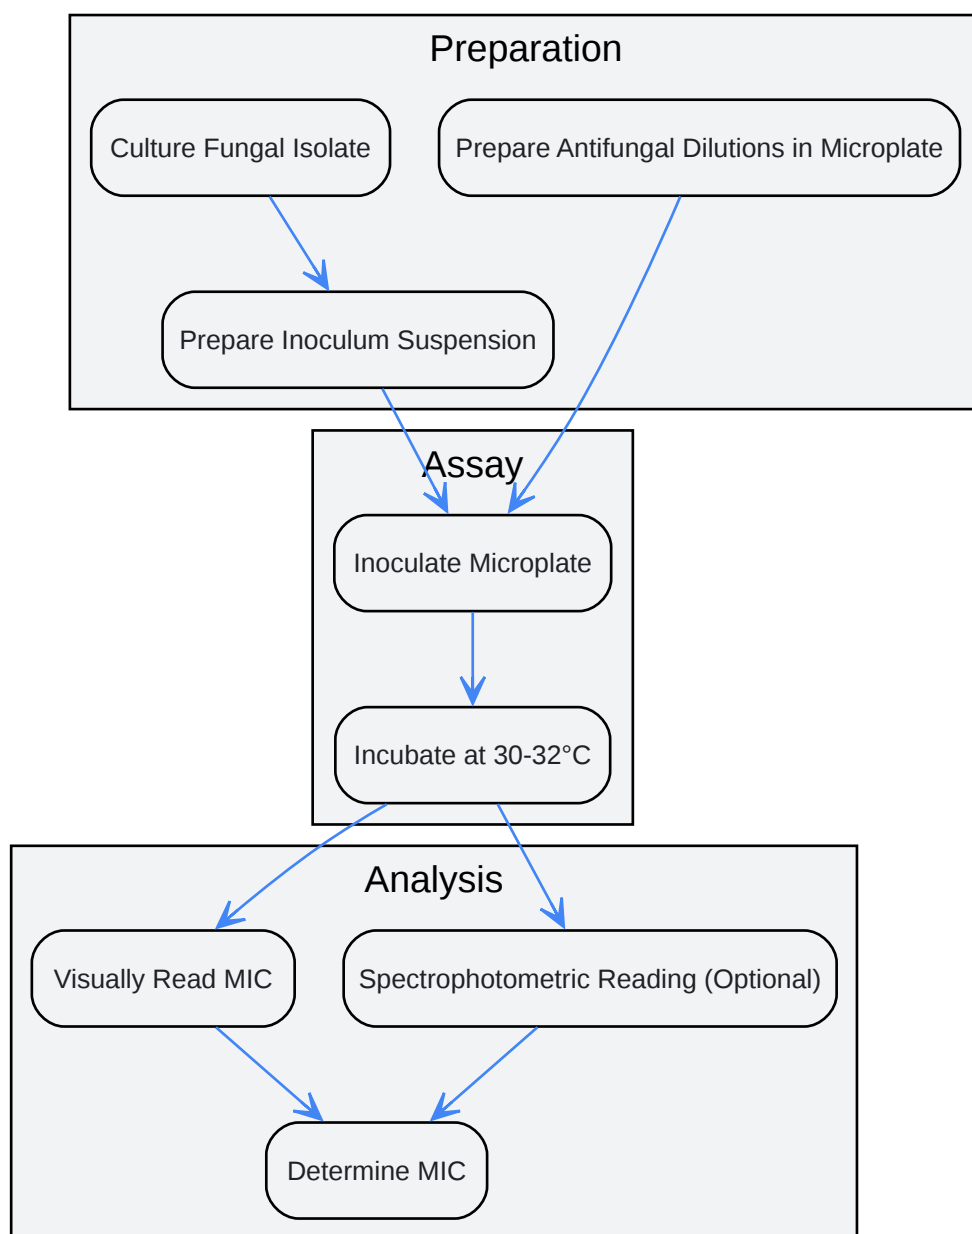 Preparation
Culture Fungal Isolate
Prepare Antifungal Dilutions in Microplate
Prepare Inoculum Suspension
Assay
Inoculate Microplate
Incubate at 30-32°C
Analysis
Visually Read MIC
Spectrophotometric Reading (Optional)
Determine MIC